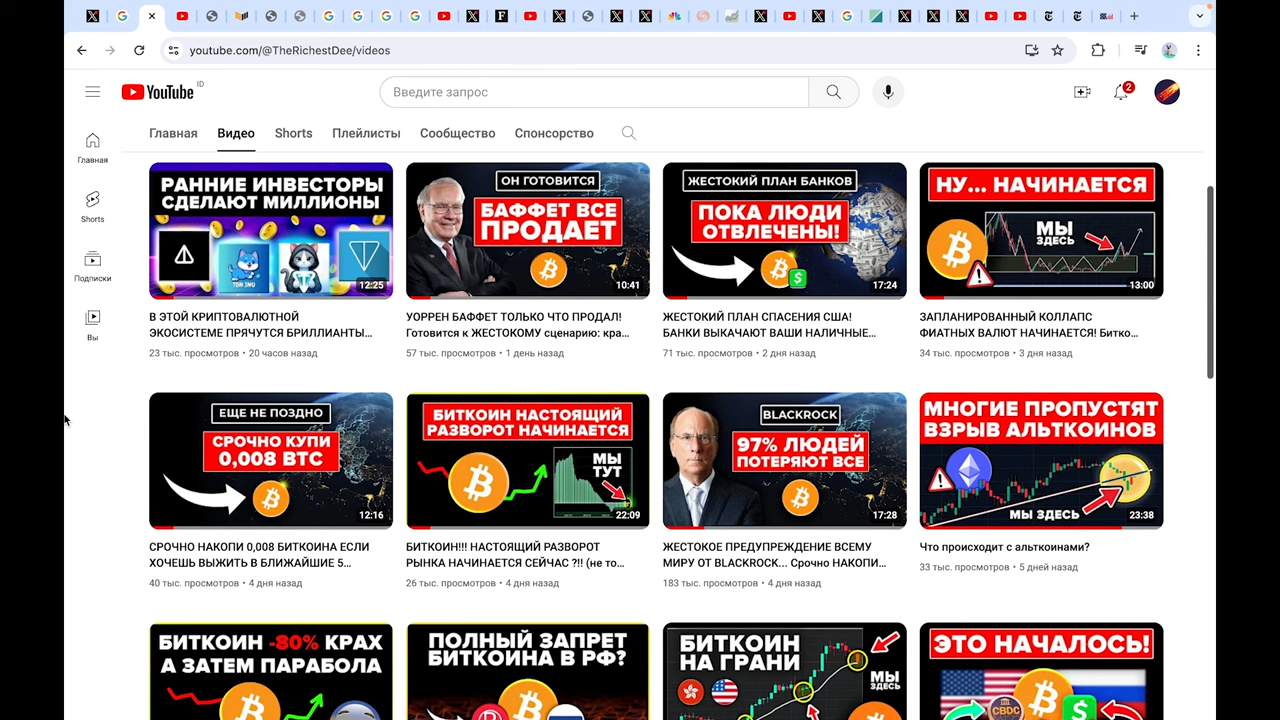 youtube.com/@TheRichestDee/videos
YouTube ID
Введите запрос
2
Главная Видео Shorts Плейлисты Сообщество Спонсорство
Главная
Shorts
Подписки
Вы
РАННИЕ ИНВЕСТОРЫ
СДЕЛАЮТ МИЛЛИОНЫ
TON INU
12:25
В ЭТОЙ КРИПТОВАЛЮТНОЙ
ЭКОСИСТЕМЕ ПРЯЧУТСЯ БРИЛЛИАНТЫ...
23 тыс. просмотров • 20 часов назад
ОН ГОТОВИТСЯ
БАФФЕТ ВСЕ
ПРОДАЕТ
10:41
УОРРЕН БАФФЕТ ТОЛЬКО ЧТО ПРОДАЛ!
Готовится к ЖЕСТОКОМУ сценарию: кра...
57 тыс. просмотров • 1 день назад
ЖЕСТОКИЙ ПЛАН БАНКОВ
ПОКА ЛЮДИ
ОТВЛЕЧЕНЫ!
17:24
ЖЕСТОКИЙ ПЛАН СПАСЕНИЯ США!
БАНКИ ВЫКАЧАЮТ ВАШИ НАЛИЧНЫЕ...
71 тыс. просмотров • 2 дня назад
НУ... НАЧИНАЕТСЯ
МЫ
ЗДЕСЬ
13:00
ЗАПЛАНИРОВАННЫЙ КОЛЛАПС
ФИАТНЫХ ВАЛЮТ НАЧИНАЕТСЯ! Битко...
34 тыс. просмотров • 3 дня назад
ЕЩЕ НЕ ПОЗДНО
СРОЧНО КУПИ
0,008 BTC
12:16
СРОЧНО НАКОПИ 0,008 БИТКОИНА ЕСЛИ
ХОЧЕШЬ ВЫЖИТЬ В БЛИЖАЙШИЕ 5...
40 тыс. просмотров • 4 дня назад
БИТКОИН НАСТОЯЩИЙ
РАЗВОРОТ НАЧИНАЕТСЯ
МЫ
ТУТ
22:09
БИТКОИН!!! НАСТОЯЩИЙ РАЗВОРОТ
РЫНКА НАЧИНАЕТСЯ СЕЙЧАС ?!! (не то...
26 тыс. просмотров • 4 дня назад
BLACKROCK
97% ЛЮДЕЙ
ПОТЕРЯЮТ ВСЕ
17:28
ЖЕСТОКОЕ ПРЕДУПРЕЖДЕНИЕ ВСЕМУ
МИРУ ОТ BLACKROCK... Срочно НАКОПИ...
183 тыс. просмотров • 4 дня назад
МНОГИЕ ПРОПУСТЯТ
ВЗРЫВ АЛЬТКОИНОВ
МЫ ЗДЕСЬ
23:38
Что происходит с альткоинами?
33 тыс. просмотров • 5 дней назад
БИТКОИН -80% КРАХ
А ЗАТЕМ ПАРАБОЛА
ПОЛНЫЙ ЗАПРЕТ
БИТКОИНА В РФ?
БИТКОИН
НА ГРАНИ
МЫ
ЗДЕСЬ
ЭТО НАЧАЛОСЬ!
CBDC